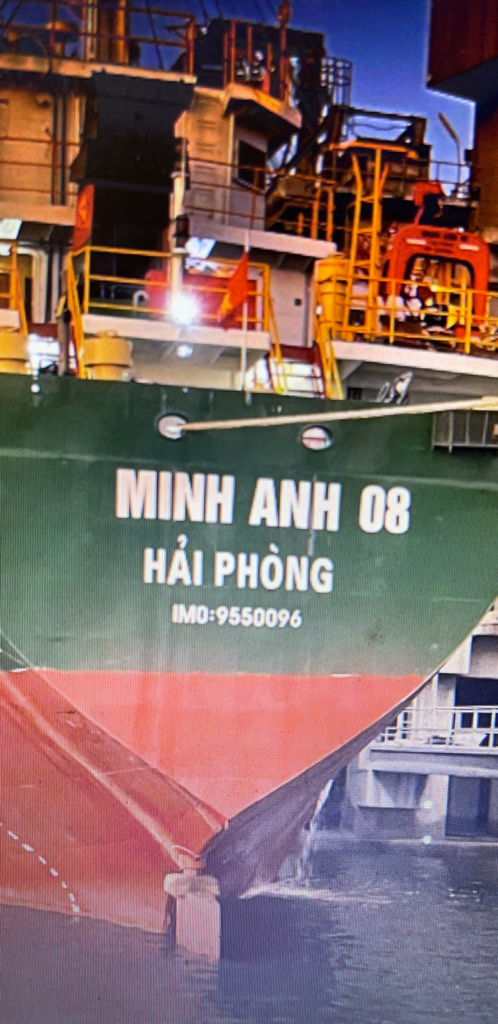 MINH ANH 08
HẢI PHÒNG
IMO:9550096